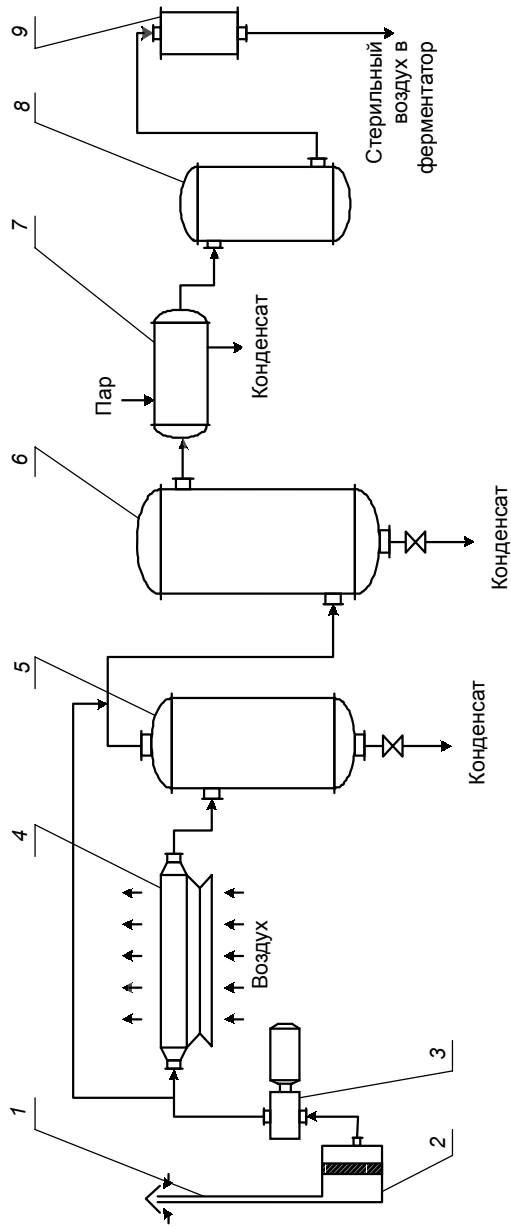 1
2
3
4
5
6
7
8
9
Воздух
Конденсат
Конденсат
Пар
Конденсат
Стерильный
воздух в
ферментатор